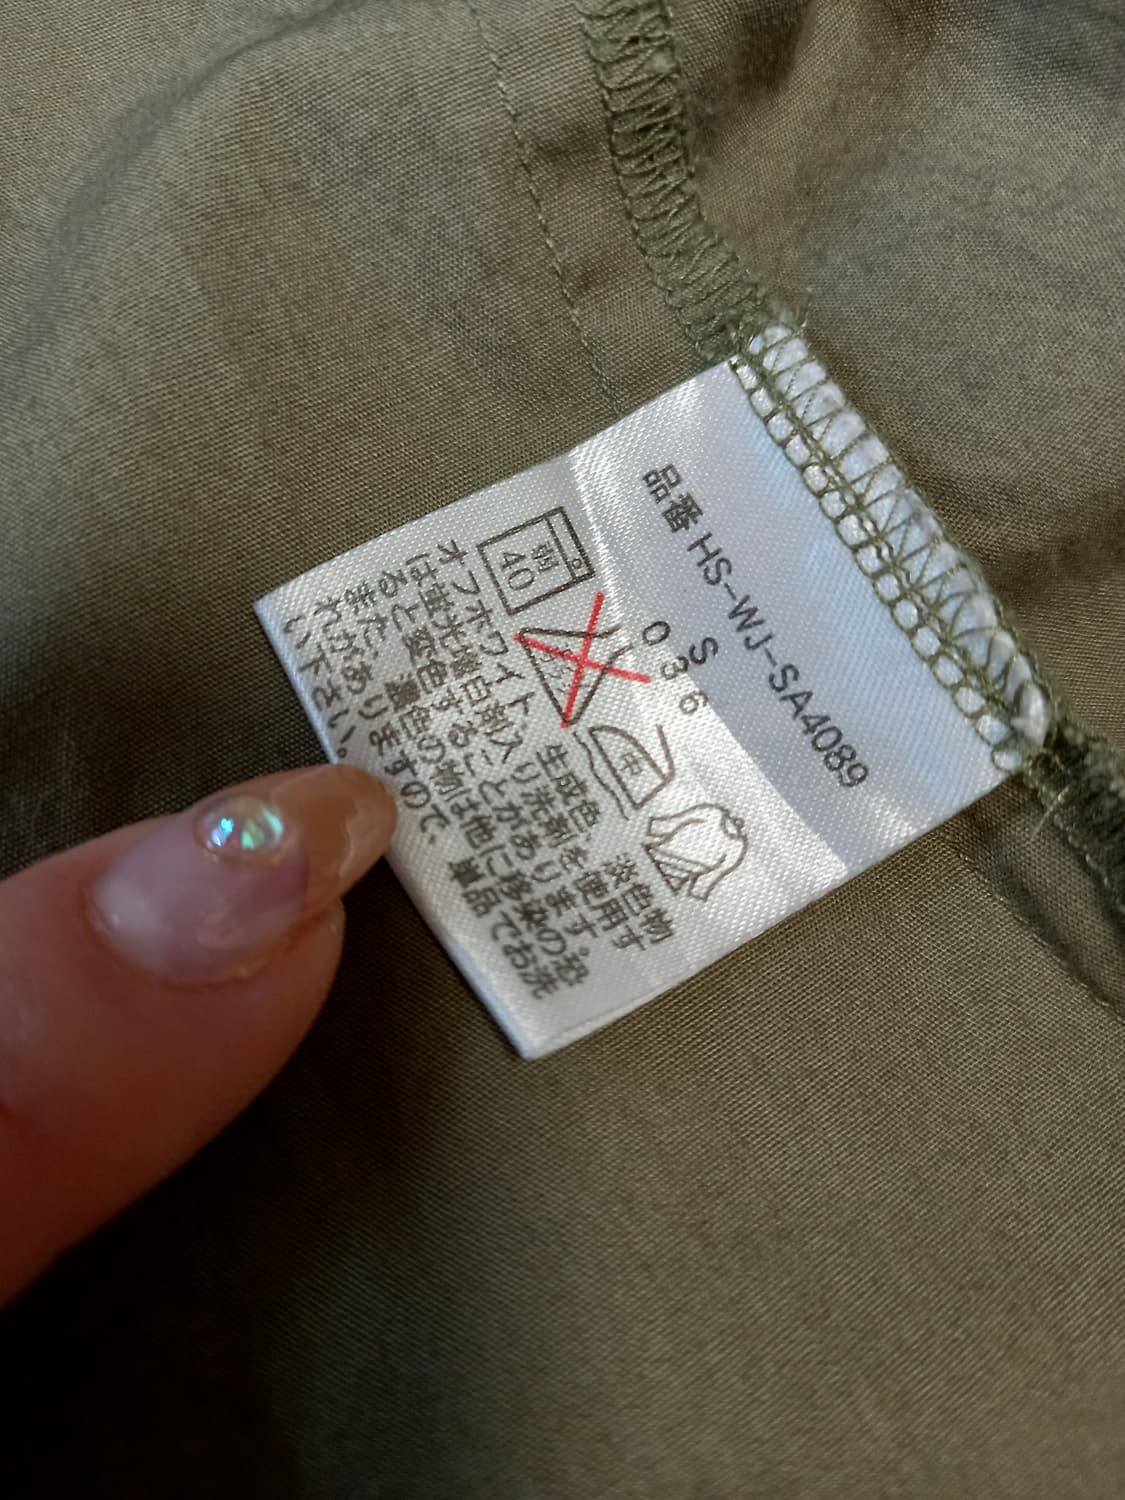 品番 HS-WJ-SA4089
S
036
弱
40
中
オフホワイト、生成色、淡色物
は蛍光増白剤入り洗剤を使用す
ると変色することがあります。
また、濃色の物は他に移染の恐
れがありますので、単品でお洗
い下さい。